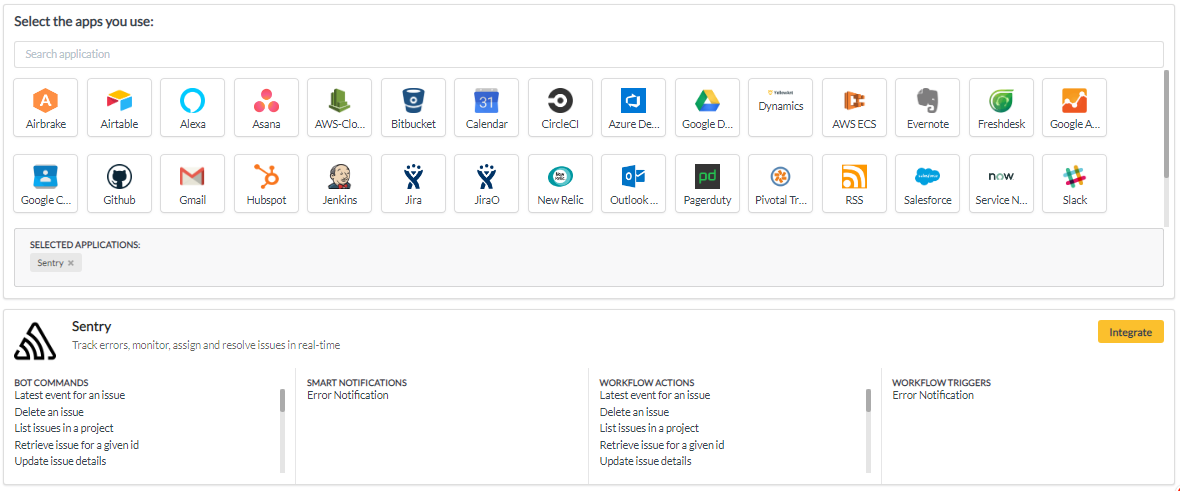 Select the apps you use:
Search application
Airbrake Airtable Alexa Asana AWS-Clo... Bitbucket Calendar CircleCI Azure De... Google D... Dynamics AWS ECS Evernote Freshdesk Google A...
Google C... Github Gmail Hubspot Jenkins Jira JiraO New Relic Outlook ... Pagerduty Pivotal Tr... RSS Salesforce Service N... Slack
SELECTED APPLICATIONS:
Sentry ×
Sentry
Track errors, monitor, assign and resolve issues in real-time
Integrate
BOT COMMANDS
Latest event for an issue
Delete an issue
List issues in a project
Retrieve issue for a given id
Update issue details
SMART NOTIFICATIONS
Error Notification
WORKFLOW ACTIONS
Latest event for an issue
Delete an issue
List issues in a project
Retrieve issue for a given id
Update issue details
WORKFLOW TRIGGERS
Error Notification